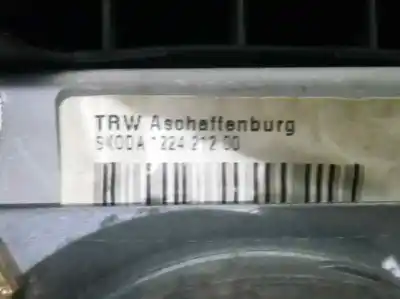 TRW Aschaffenburg
SKODA 1224 212 00